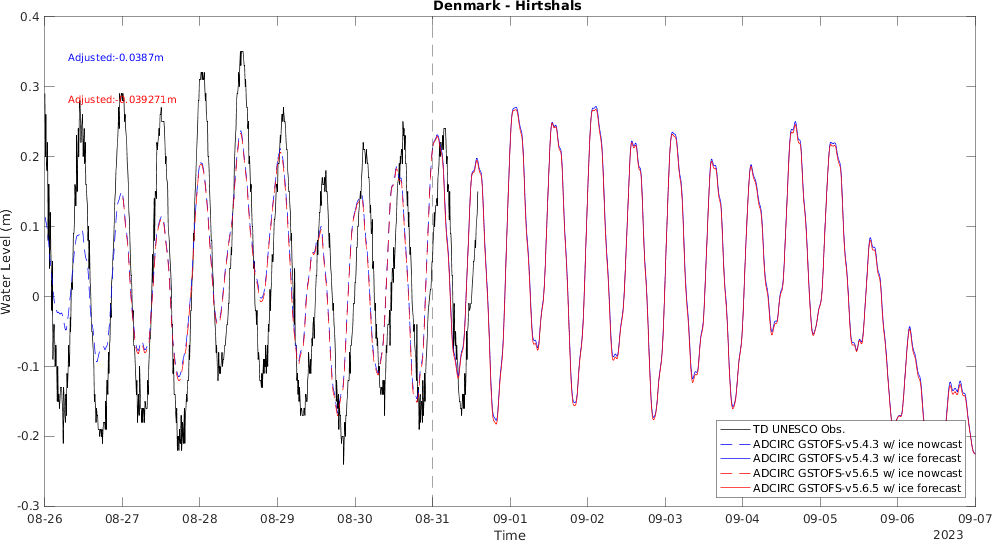 Denmark - Hirtshals
Adjusted:-0.0387m
Adjusted:-0.039271m
Water Level (m)
0.4
0.3
0.2
0.1
0
-0.1
-0.2
-0.3
TD UNESCO Obs.
ADCIRC GSTOFS-v5.4.3 w/ ice nowcast
ADCIRC GSTOFS-v5.4.3 w/ ice forecast
ADCIRC GSTOFS-v5.6.5 w/ ice nowcast
ADCIRC GSTOFS-v5.6.5 w/ ice forecast
08-26 08-27 08-28 08-29 08-30 08-31 09-01 09-02 09-03 09-04 09-05 09-06 09-07
Time
2023